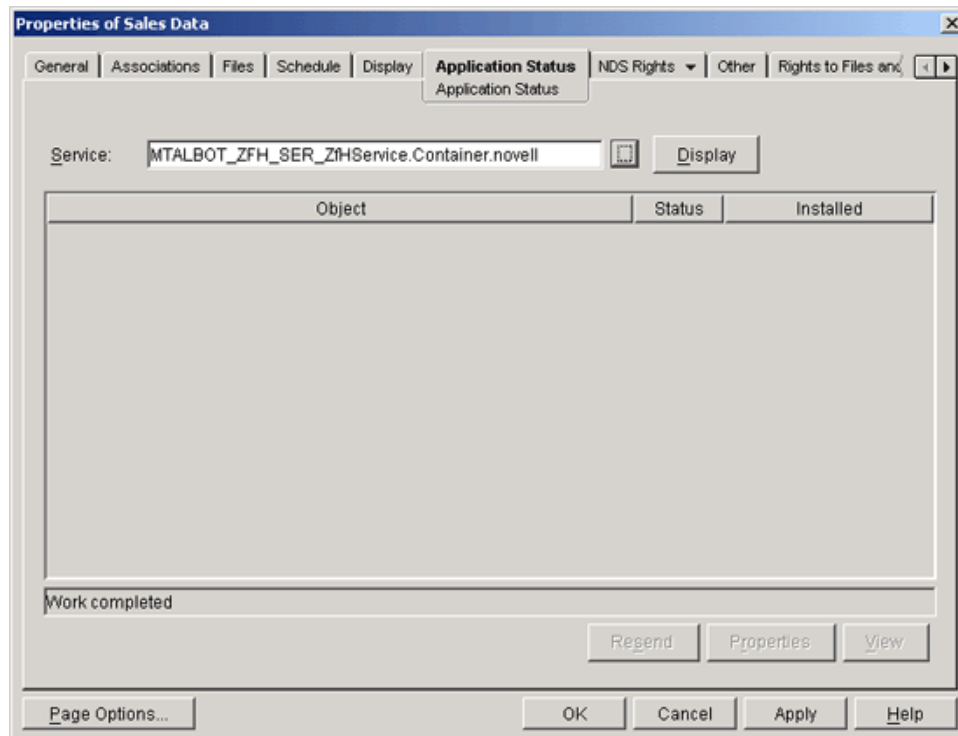 Properties of Sales Data
General Associations Files Schedule Display Application Status NDS Rights Other Rights to Files and
Application Status
Service: MTALBOT_ZFH_SER_ZfHService.Container.novell Display
Object Status Installed
Work completed
Resend Properties View
Page Options... OK Cancel Apply Help